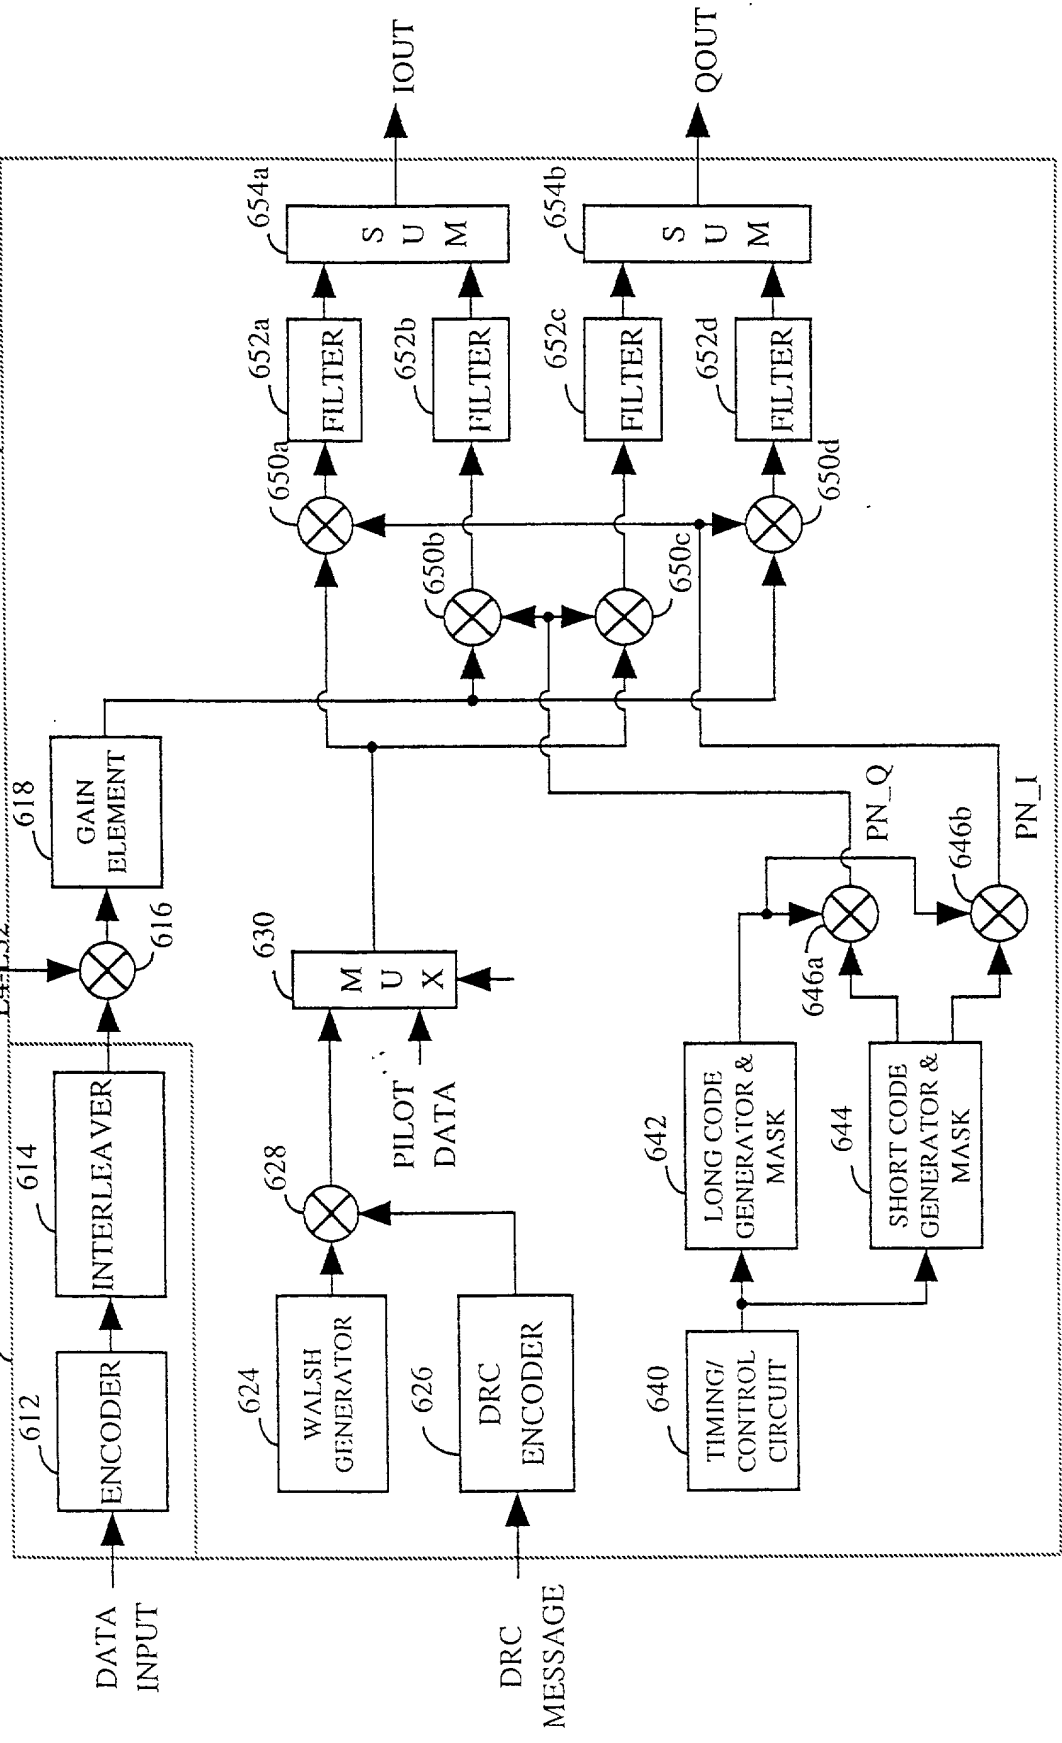 DATA
INPUT
612
ENCODER
614
INTERLEAVER
616
618
GAIN
ELEMENT
624
WALSH
GENERATOR
628
626
DRC
ENCODER
DRC
MESSAGE
PILOT
DATA
630
M
U
X
640
TIMING/
CONTROL
CIRCUIT
642
LONG CODE
GENERATOR &
MASK
644
SHORT CODE
GENERATOR &
MASK
646a
646b
PN_Q
PN_I
650a
650b
650c
650d
652a
FILTER
652b
FILTER
652c
FILTER
652d
FILTER
654a
S
U
M
654b
S
U
M
IOUT
QOUT